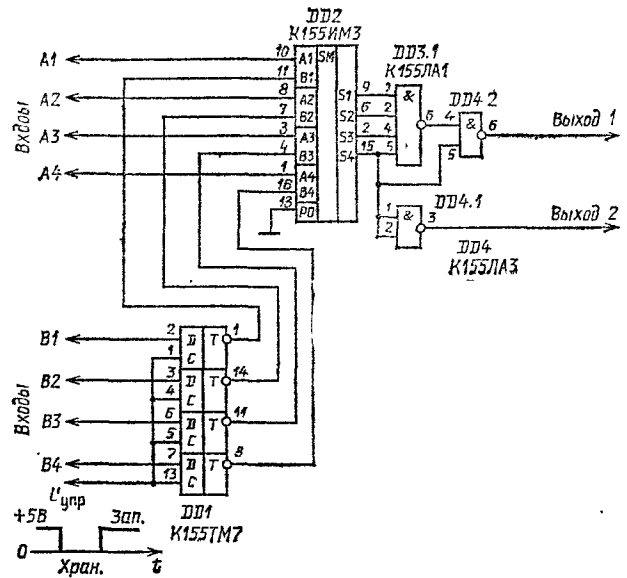 DD2
К155ИМ3
A1 10 A1 SM
11 B1
A2 8 A2
7 B2
A3 3 A3
4 B3
A4 1 A4
16 B4
13 P0
Входы
S1 9
S2 6
S3 2
S4 15
DD3.1
К155ЛА1
1 &
2
4
5
6
DD4.2
4 &
5
6
Выход 1
DD4.1
1 &
2
3
Выход 2
DD4
К155ЛА3
B1 2 D T 1
1 C
B2 3 D T 14
4 C
B3 6 D T 11
5 C
B4 7 D T 8
13 C
Входы
Uупр
DD1
К155ТМ7
+5В Зап.
0 Хран. t